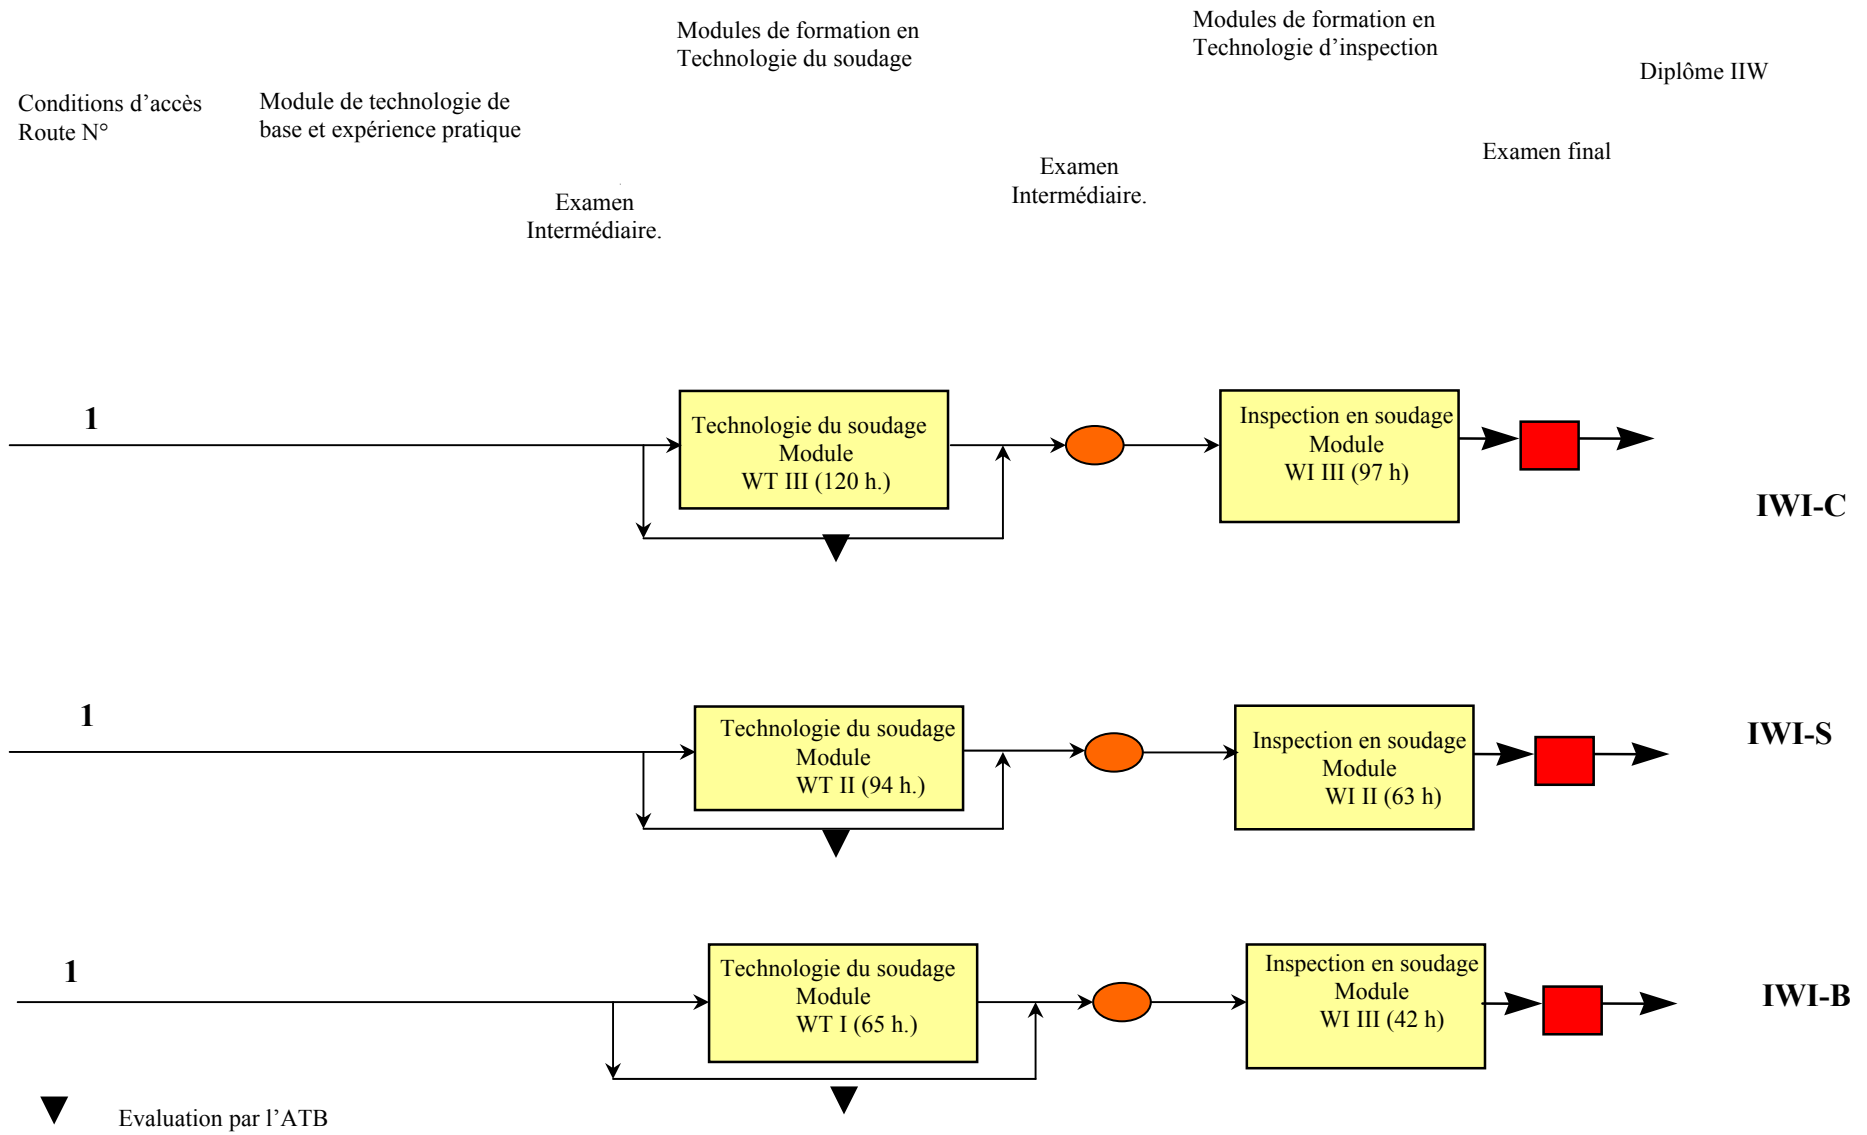 Modules de formation en
Technologie du soudage
Modules de formation en
Technologie d’inspection
Diplôme IIW
Conditions d’accès
Route N°
Module de technologie de
base et expérience pratique
Examen final
Examen
Intermédiaire.
Examen
Intermédiaire.
1
Technologie du soudage
Module
WT III (120 h.)
Inspection en soudage
Module
WI III (97 h)
IWI-C
1
Technologie du soudage
Module
WT II (94 h.)
Inspection en soudage
Module
WI II (63 h)
IWI-S
1
Technologie du soudage
Module
WT I (65 h.)
Inspection en soudage
Module
WI III (42 h)
IWI-B
Evaluation par l’ATB